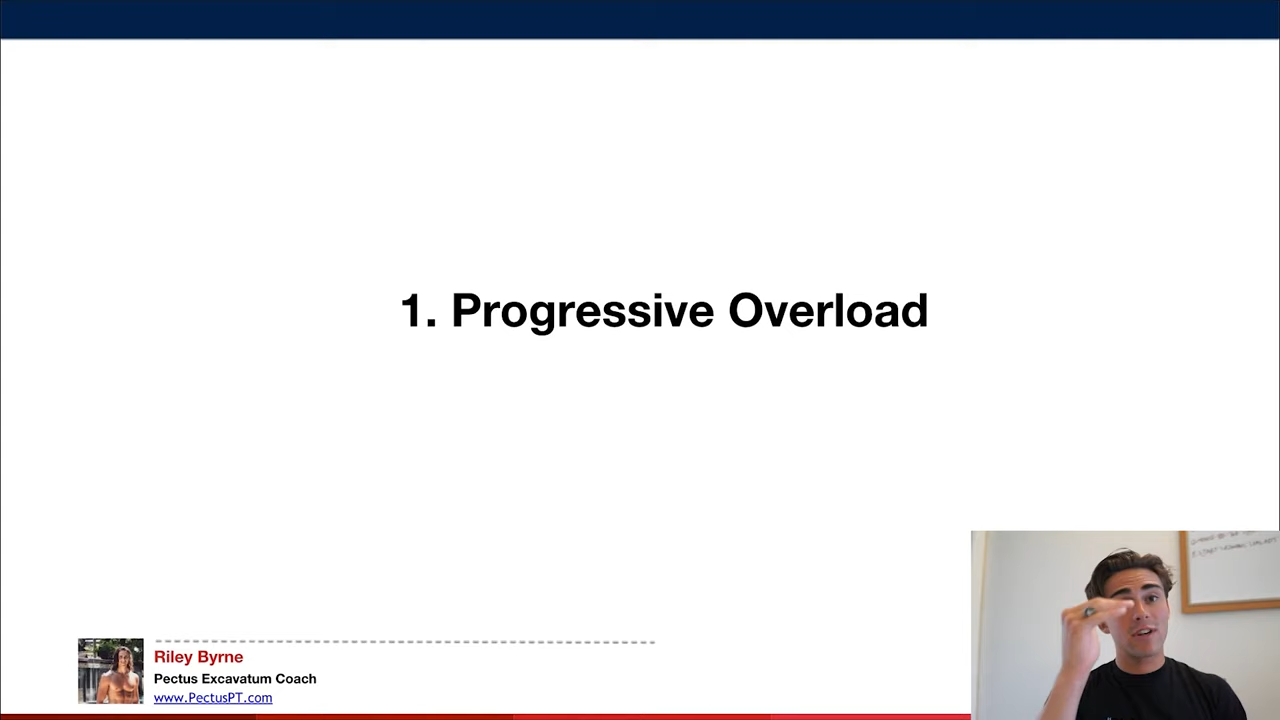 1. Progressive Overload
Riley Byrne
Pectus Excavatum Coach
www.PectusPT.com